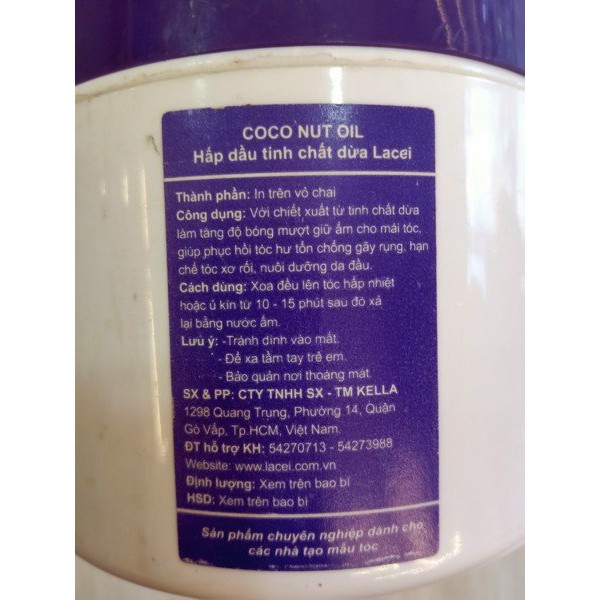 COCO NUT OIL
Hấp dầu tinh chất dừa Lacei
Thành phần: In trên vỏ chai
Công dụng: Với chiết xuất từ tinh chất dừa
làm tăng độ bóng mượt giữ ẩm cho mái tóc,
giúp phục hồi tóc hư tổn chống gãy rụng, hạn
chế tóc xơ rối, nuôi dưỡng da đầu.
Cách dùng: Xoa đều lên tóc hấp nhiệt
hoặc ủ kín từ 10 - 15 phút sau đó xả
lại bằng nước ấm.
Lưu ý: -Tránh dính vào mắt.
- Để xa tầm tay trẻ em.
- Bảo quản nơi thoáng mát.
SX & PP: CTY TNHH SX - TM KELLA
1298 Quang Trung, Phường 14, Quận
Gò Vấp, Tp.HCM, Việt Nam.
ĐT hỗ trợ KH: 54270713 - 54273988
Website: www.lacei.com.vn
Định lượng: Xem trên bao bì
HSD: Xem trên bao bì
Sản phẩm chuyên nghiệp dành cho
các nhà tạo mẫu tóc